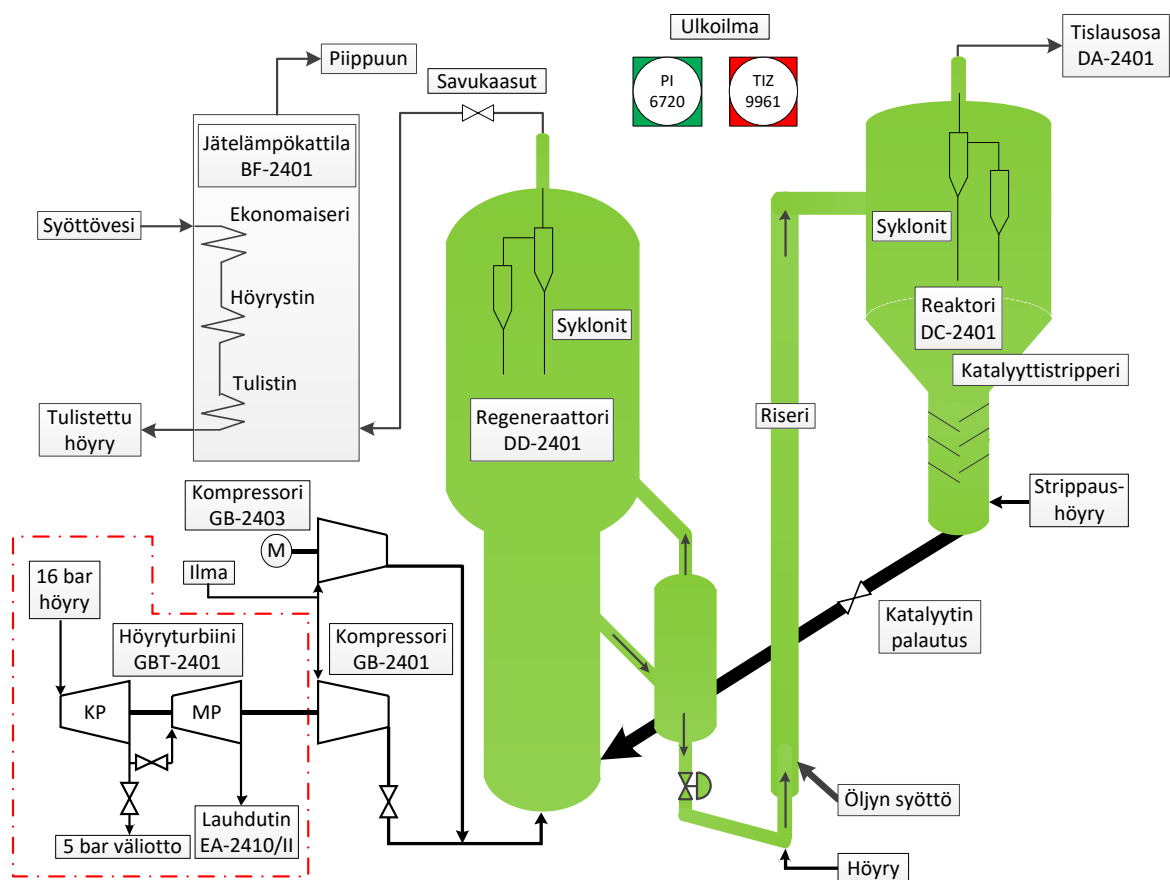 Ulkoilma
PI
6720
TIZ
9961
Tislausosa
DA-2401
Piippuun
Savukaasut
Jätelämpökattila
BF-2401
Syöttövesi
Ekonomaiseri
Höyrystin
Tulistin
Tulistettu
höyry
Syklonit
Regeneraattori
DD-2401
Syklonit
Reaktori
DC-2401
Katalyyttistripperi
Riseri
Strippaus-
höyry
Kompressori
GB-2403
M
Ilma
16 bar
höyry
Höyryturbiini
GBT-2401
Kompressori
GB-2401
Katalyytin
palautus
KP
MP
Lauhdutin
EA-2410/II
5 bar väliotto
Öljyn syöttö
Höyry